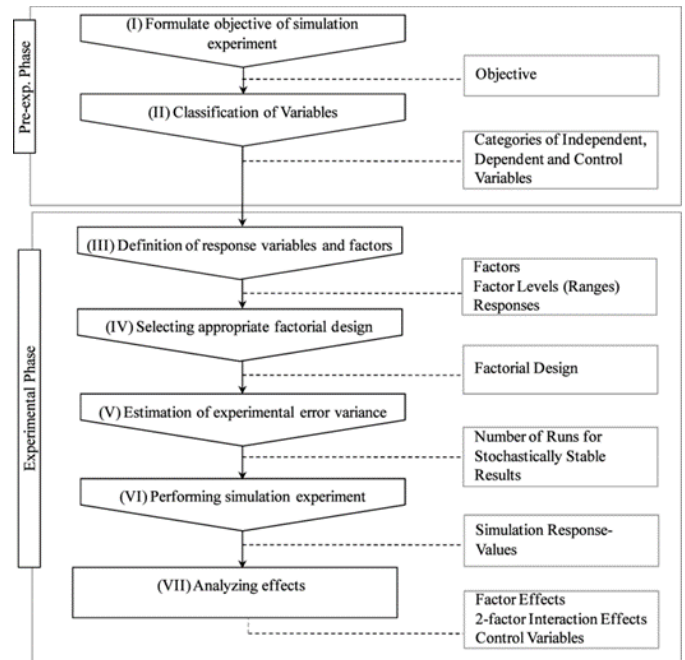 Pre-exp. Phase
(I) Formulate objective of simulation
experiment
Objective
(II) Classification of Variables
Categories of Independent,
Dependent and Control
Variables
Experimental Phase
(III) Definition of response variables and factors
Factors
Factor Levels (Ranges)
Responses
(IV) Selecting appropriate factorial design
Factorial Design
(V) Estimation of experimental error variance
Number of Runs for
Stochastically Stable
Results
(VI) Performing simulation experiment
Simulation Response-
Values
(VII) Analyzing effects
Factor Effects
2-factor Interaction Effects
Control Variables